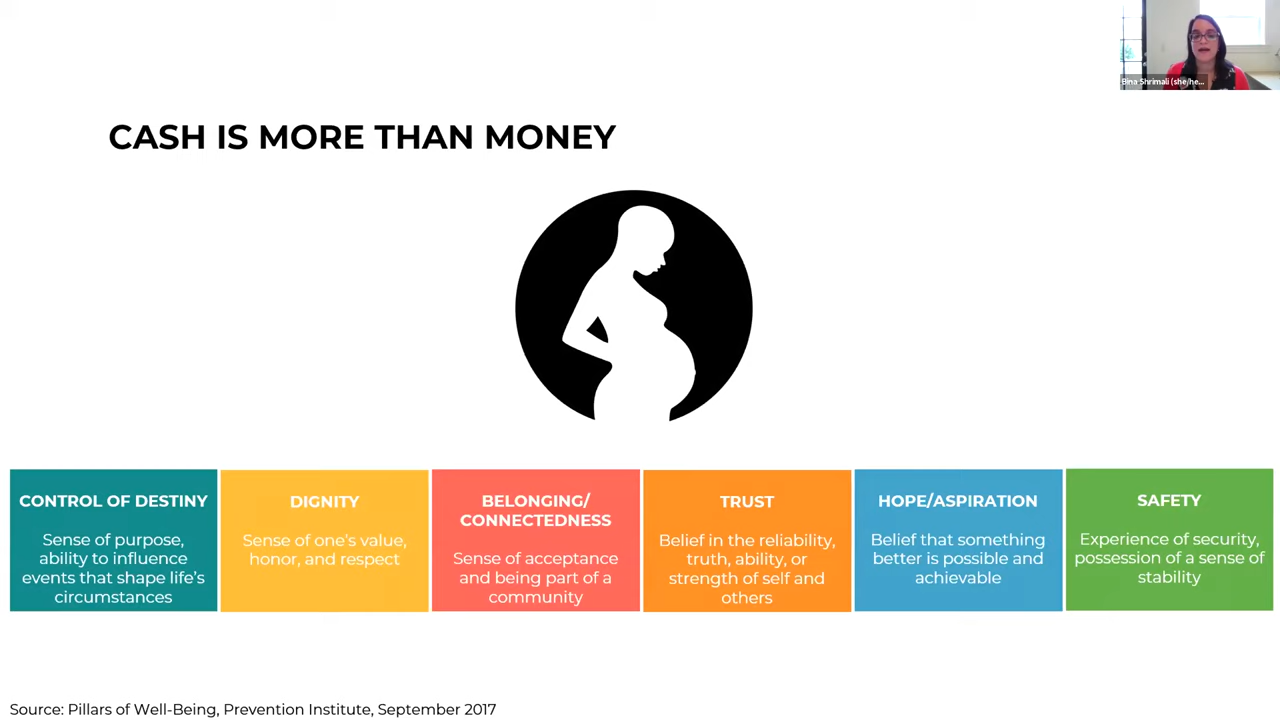 Bina Shrimali (she/he...
CASH IS MORE THAN MONEY
CONTROL OF DESTINY
Sense of purpose,
ability to influence
events that shape life's
circumstances
DIGNITY
Sense of one's value,
honor, and respect
BELONGING/
CONNECTEDNESS
Sense of acceptance
and being part of a
community
TRUST
Belief in the reliability,
truth, ability, or
strength of self and
others
HOPE/ASPIRATION
Belief that something
better is possible and
achievable
SAFETY
Experience of security,
possession of a sense of
stability
Source: Pillars of Well-Being, Prevention Institute, September 2017